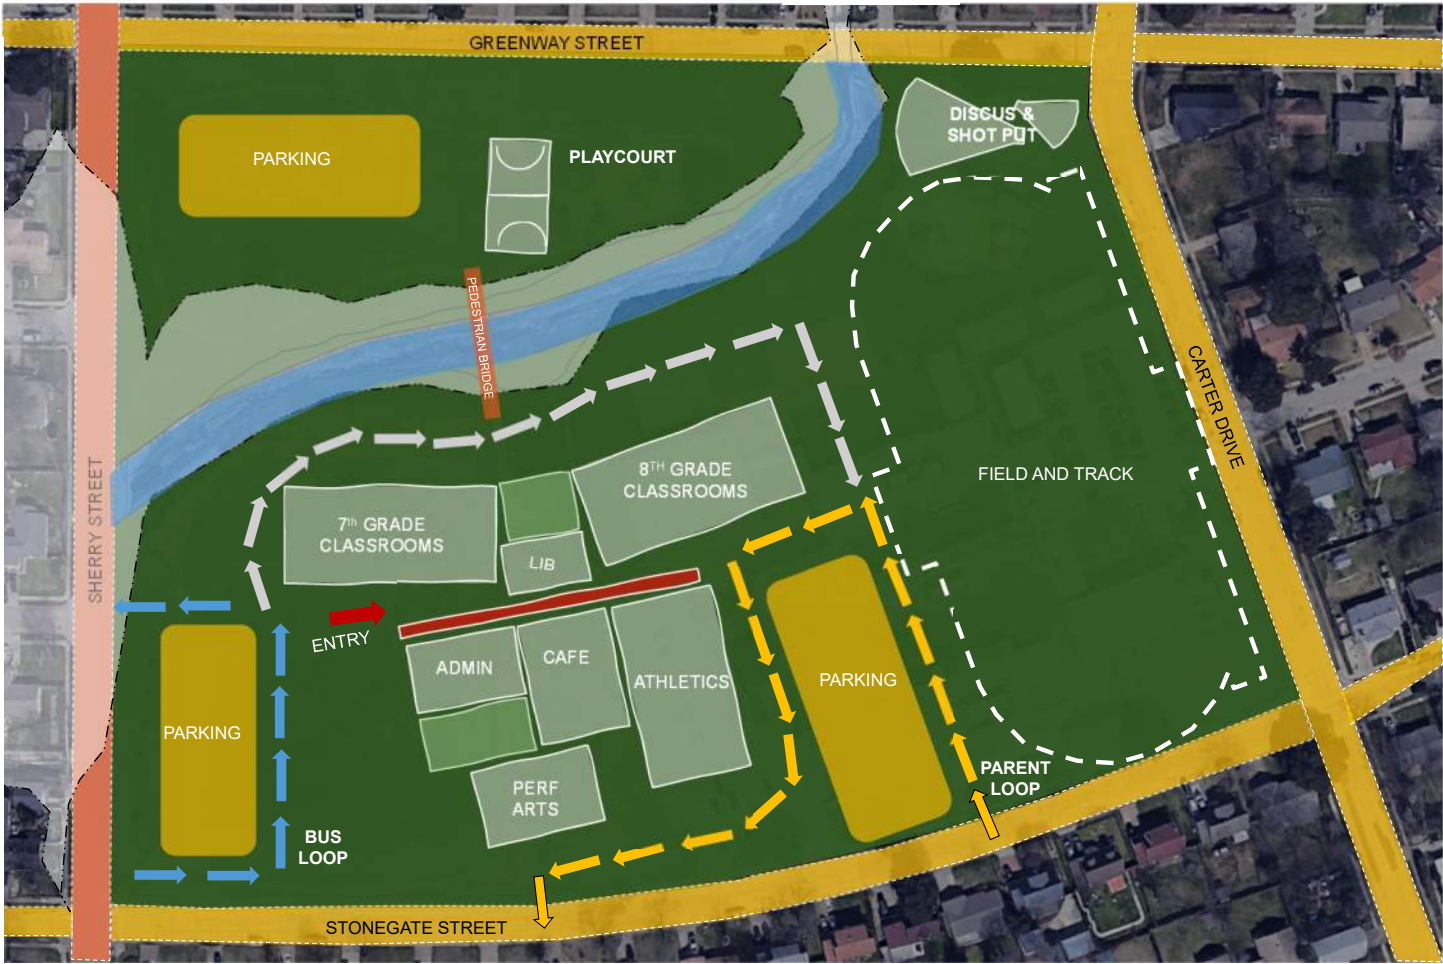 GREENWAY STREET
DISCUS &
SHOT PUT
PARKING
PLAYCOURT
PEDESTRIAN BRIDGE
CARTER DRIVE
8TH GRADE
CLASSROOMS
FIELD AND TRACK
SHERRY STREET
7th GRADE
CLASSROOMS
LIB
ENTRY
ADMIN
CAFE
ATHLETICS
PARKING
PARKING
PERF
ARTS
PARENT
LOOP
BUS
LOOP
STONEGATE STREET